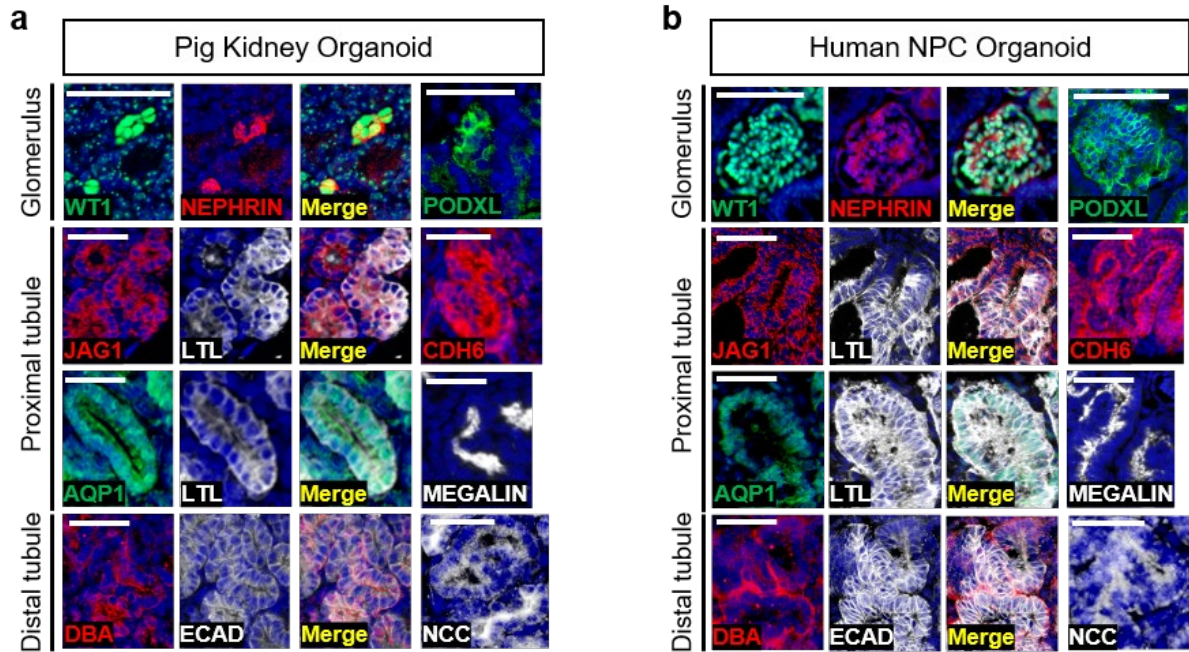 a
Pig Kidney Organoid
Glomerulus
WT1
NEPHRIN
Merge
PODXL
Proximal tubule
JAG1
LTL
Merge
CDH6
AQP1
LTL
Merge
MEGALIN
Distal tubule
DBA
ECAD
Merge
NCC
b
Human NPC Organoid
Glomerulus
WT1
NEPHRIN
Merge
PODXL
Proximal tubule
JAG1
LTL
Merge
CDH6
AQP1
LTL
Merge
MEGALIN
Distal tubule
DBA
ECAD
Merge
NCC